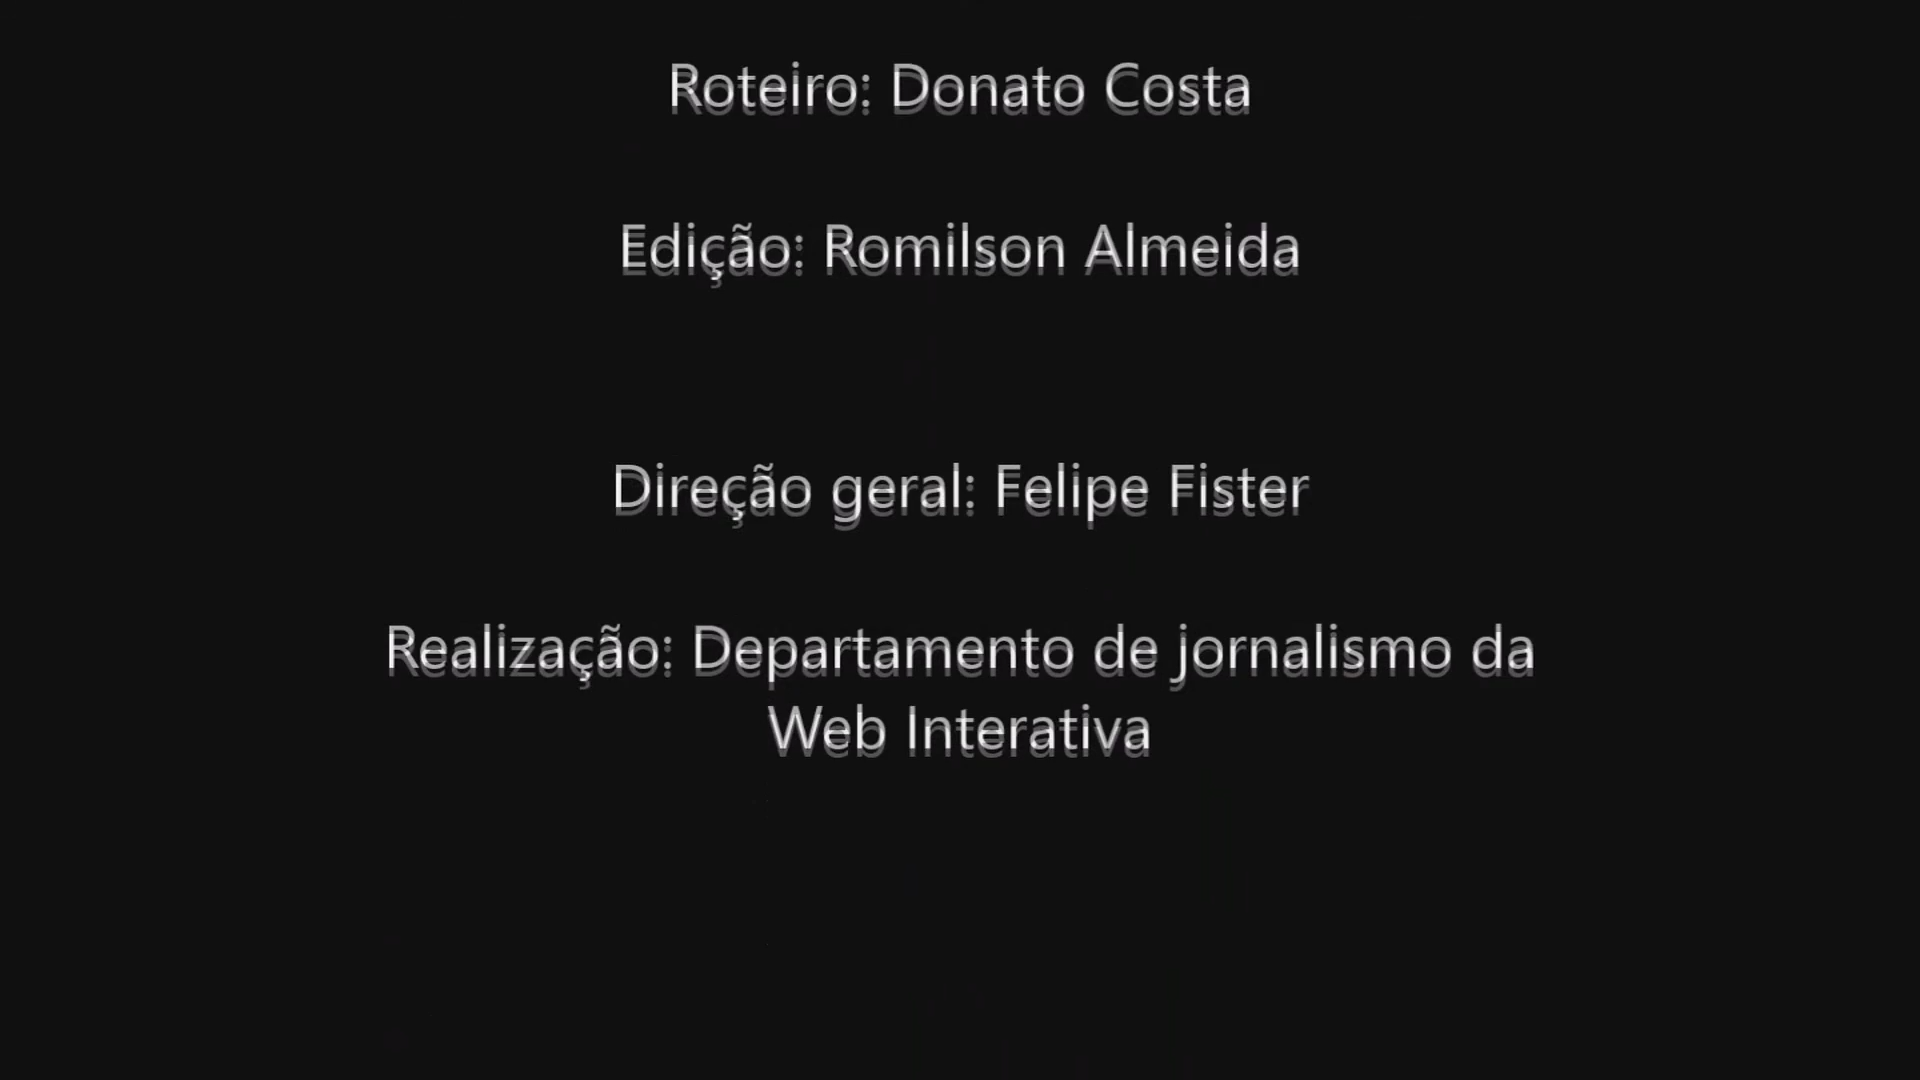 Roteiro: Donato Costa
Edição: Romilson Almeida
Direção geral: Felipe Fister
Realização: Departamento de jornalismo da
Web Interativa